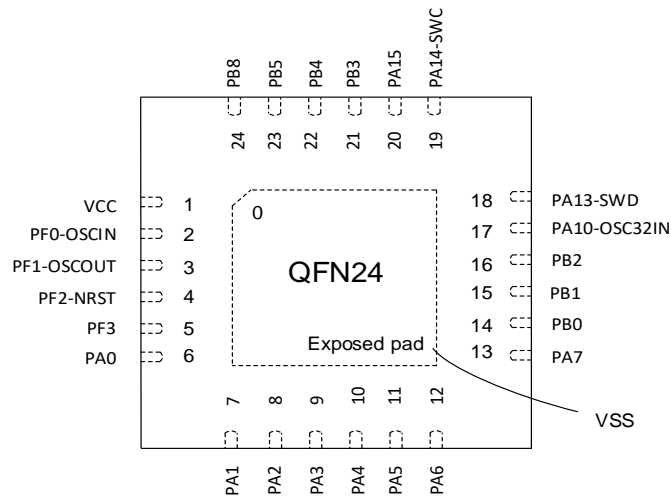 PB8 PB5 PB4 PB3 PA15 PA14-SWC
24 23 22 21 20 19
VCC 1
PF0-OSCIN 2
PF1-OSCOUT 3
PF2-NRST 4
PF3 5
PA0 6
0
QFN24
Exposed pad
18 PA13-SWD
17 PA10-OSC32IN
16 PB2
15 PB1
14 PB0
13 PA7
VSS
7 8 9 10 11 12
PA1 PA2 PA3 PA4 PA5 PA6